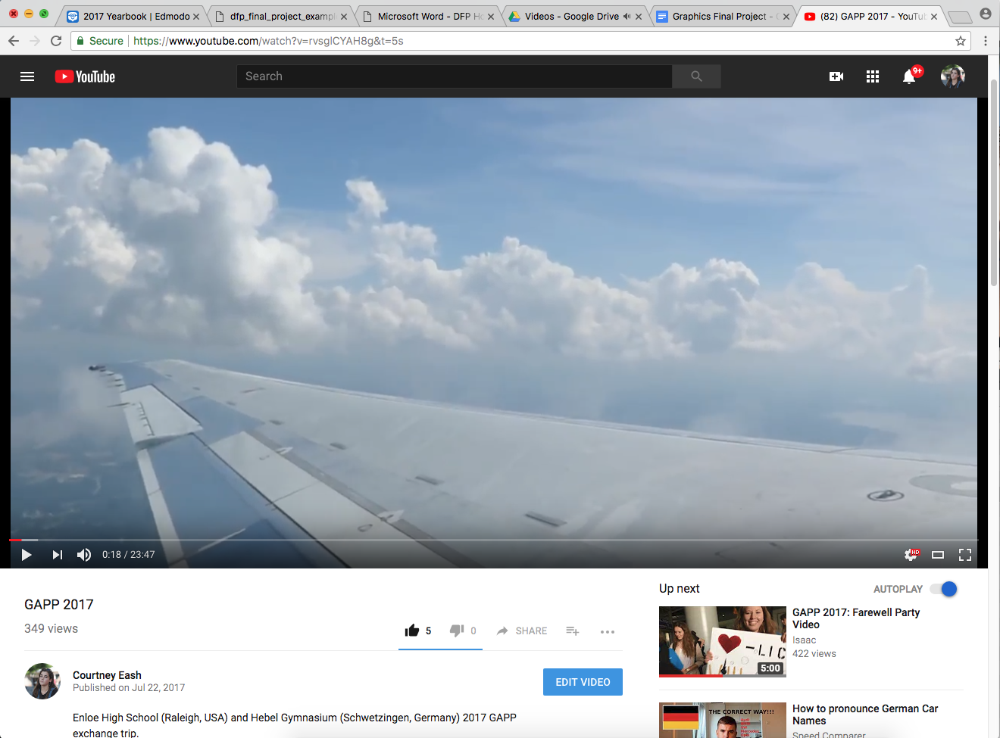 2017 Yearbook | Edmodo
dfp_final_project_exampl
Microsoft Word - DFP Ho
Videos - Google Drive
Graphics Final Project -
(82) GAPP 2017 - YouTub
Secure
https://www.youtube.com/watch?v=rvsglCYAH8g&t=5s
YouTube
Search
9+
0:18 / 23:47
HD
GAPP 2017
349 views
5
0
SHARE
Courtney Eash
Published on Jul 22, 2017
EDIT VIDEO
Enloe High School (Raleigh, USA) and Hebel Gymnasium (Schwetzingen, Germany) 2017 GAPP
exchange trip.
Up next
AUTOPLAY
5:00
GAPP 2017: Farewell Party
Video
Isaac
422 views
THE CORRECT WAY!!!
How to pronounce German Car
Names
Speed Comparer